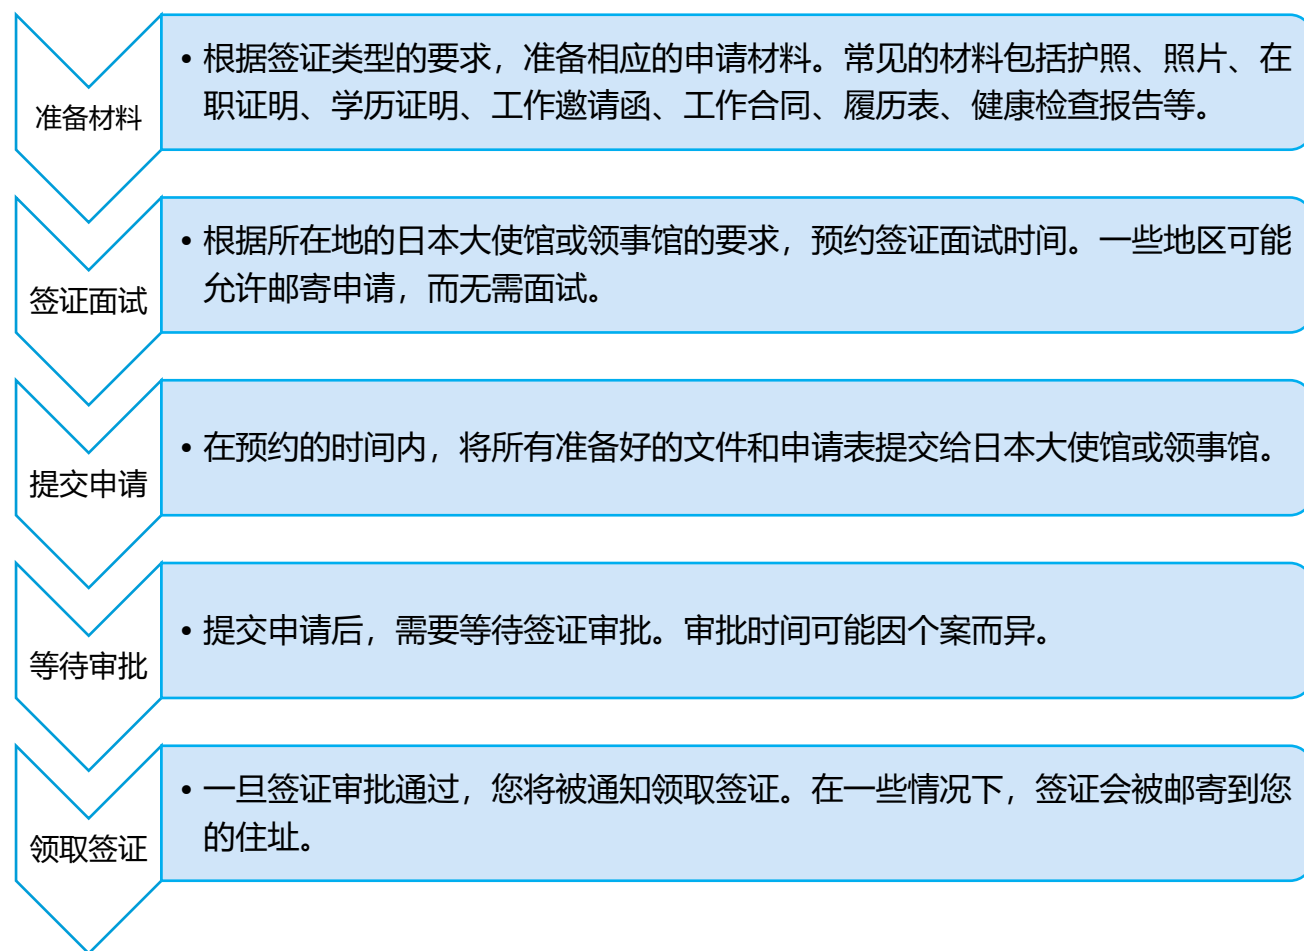 准备材料
• 根据签证类型的要求，准备相应的申请材料。常见的材料包括护照、照片、在
职证明、学历证明、工作邀请函、工作合同、履历表、健康检查报告等。
签证面试
• 根据所在地的日本大使馆或领事馆的要求，预约签证面试时间。一些地区可能
允许邮寄申请，而无需面试。
提交申请
• 在预约的时间内，将所有准备好的文件和申请表提交给日本大使馆或领事馆。
等待审批
• 提交申请后，需要等待签证审批。审批时间可能因个案而异。
领取签证
• 一旦签证审批通过，您将被通知领取签证。在一些情况下，签证会被邮寄到您
的住址。